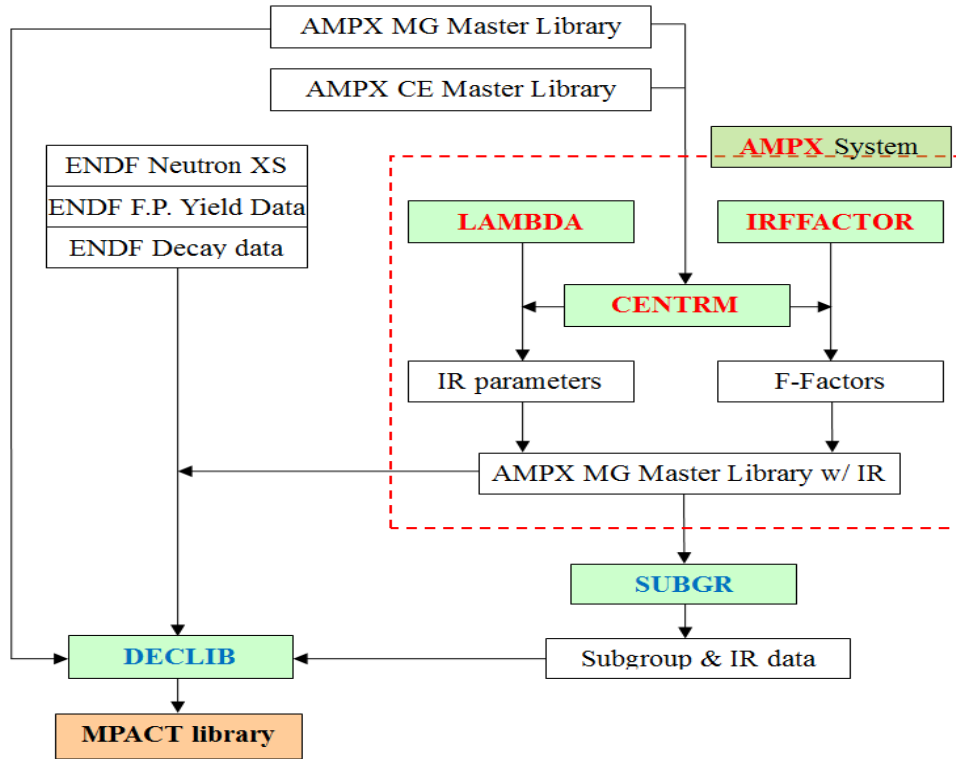 AMPX MG Master Library
AMPX CE Master Library
AMPX System
ENDF Neutron XS
ENDF F.P. Yield Data
ENDF Decay data
LAMBDA
IRFFACTOR
CENTRM
IR parameters
F-Factors
AMPX MG Master Library w/ IR
SUBGR
DECLIB
Subgroup & IR data
MPACT library